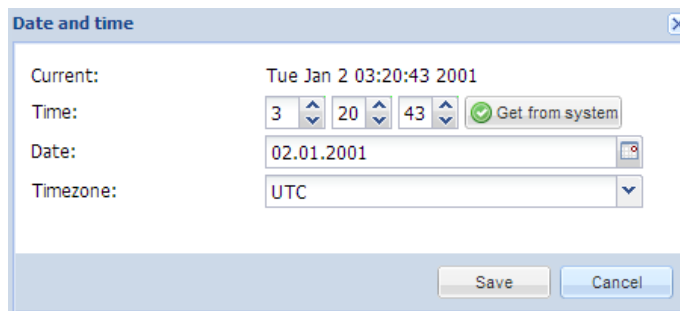 Date and time
Current: Tue Jan 2 03:20:43 2001
Time: 3 20 43 Get from system
Date: 02.01.2001
Timezone: UTC
Save Cancel